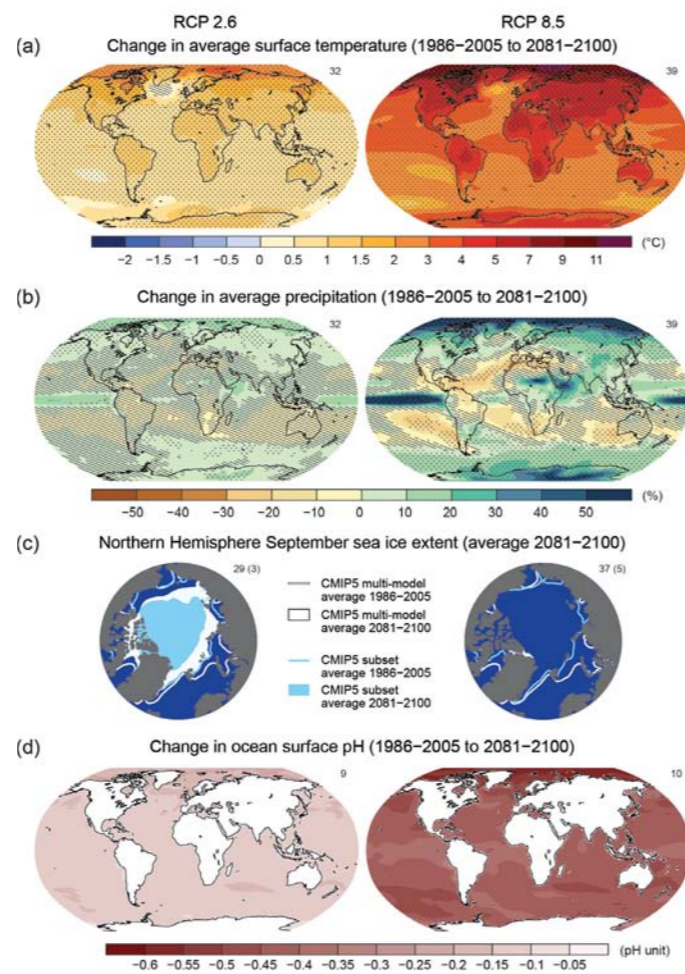 RCP 2.6 RCP 8.5
(a) Change in average surface temperature (1986−2005 to 2081−2100)
32 39
−2 −1.5 −1 −0.5 0 0.5 1 1.5 2 3 4 5 7 9 11 (°C)
(b) Change in average precipitation (1986−2005 to 2081−2100)
32 39
−50 −40 −30 −20 −10 0 10 20 30 40 50 (%)
(c) Northern Hemisphere September sea ice extent (average 2081−2100)
29 (3) 37 (5)
CMIP5 multi-model
average 1986−2005
CMIP5 multi-model
average 2081−2100
CMIP5 subset
average 1986−2005
CMIP5 subset
average 2081−2100
(d) Change in ocean surface pH (1986−2005 to 2081−2100)
9 10
−0.6 −0.55 −0.5 −0.45 −0.4 −0.35 −0.3 −0.25 −0.2 −0.15 −0.1 −0.05 (pH unit)